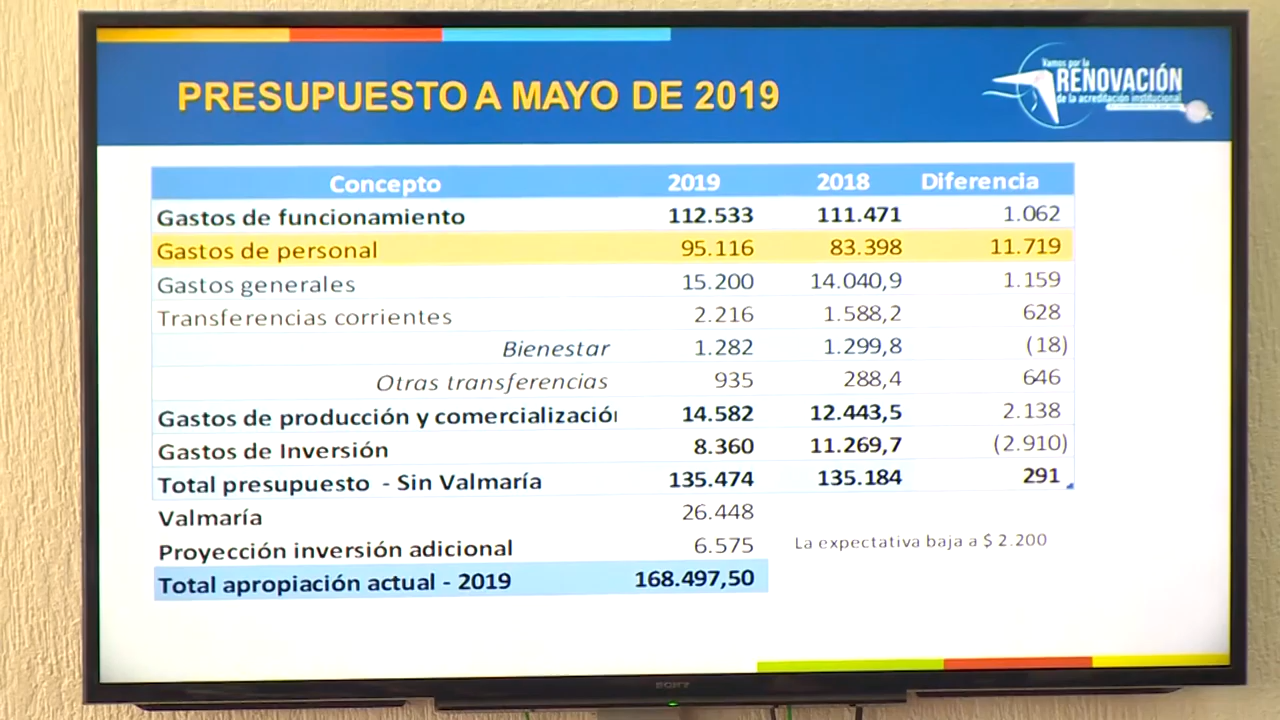 PRESUPUESTO A MAYO DE 2019
Vamos por la
RENOVACIÓN
de la acreditación institucional
Concepto 2019 2018 Diferencia
Gastos de funcionamiento 112.533 111.471 1.062
Gastos de personal 95.116 83.398 11.719
Gastos generales 15.200 14.040,9 1.159
Transferencias corrientes 2.216 1.588,2 628
Bienestar 1.282 1.299,8 (18)
Otras transferencias 935 288,4 646
Gastos de producción y comercialización 14.582 12.443,5 2.138
Gastos de Inversión 8.360 11.269,7 (2.910)
Total presupuesto - Sin Valmaría 135.474 135.184 291
Valmaría 26.448
Proyección inversión adicional 6.575 La expectativa baja a $ 2.200
Total apropiación actual - 2019 168.497,50
SONY